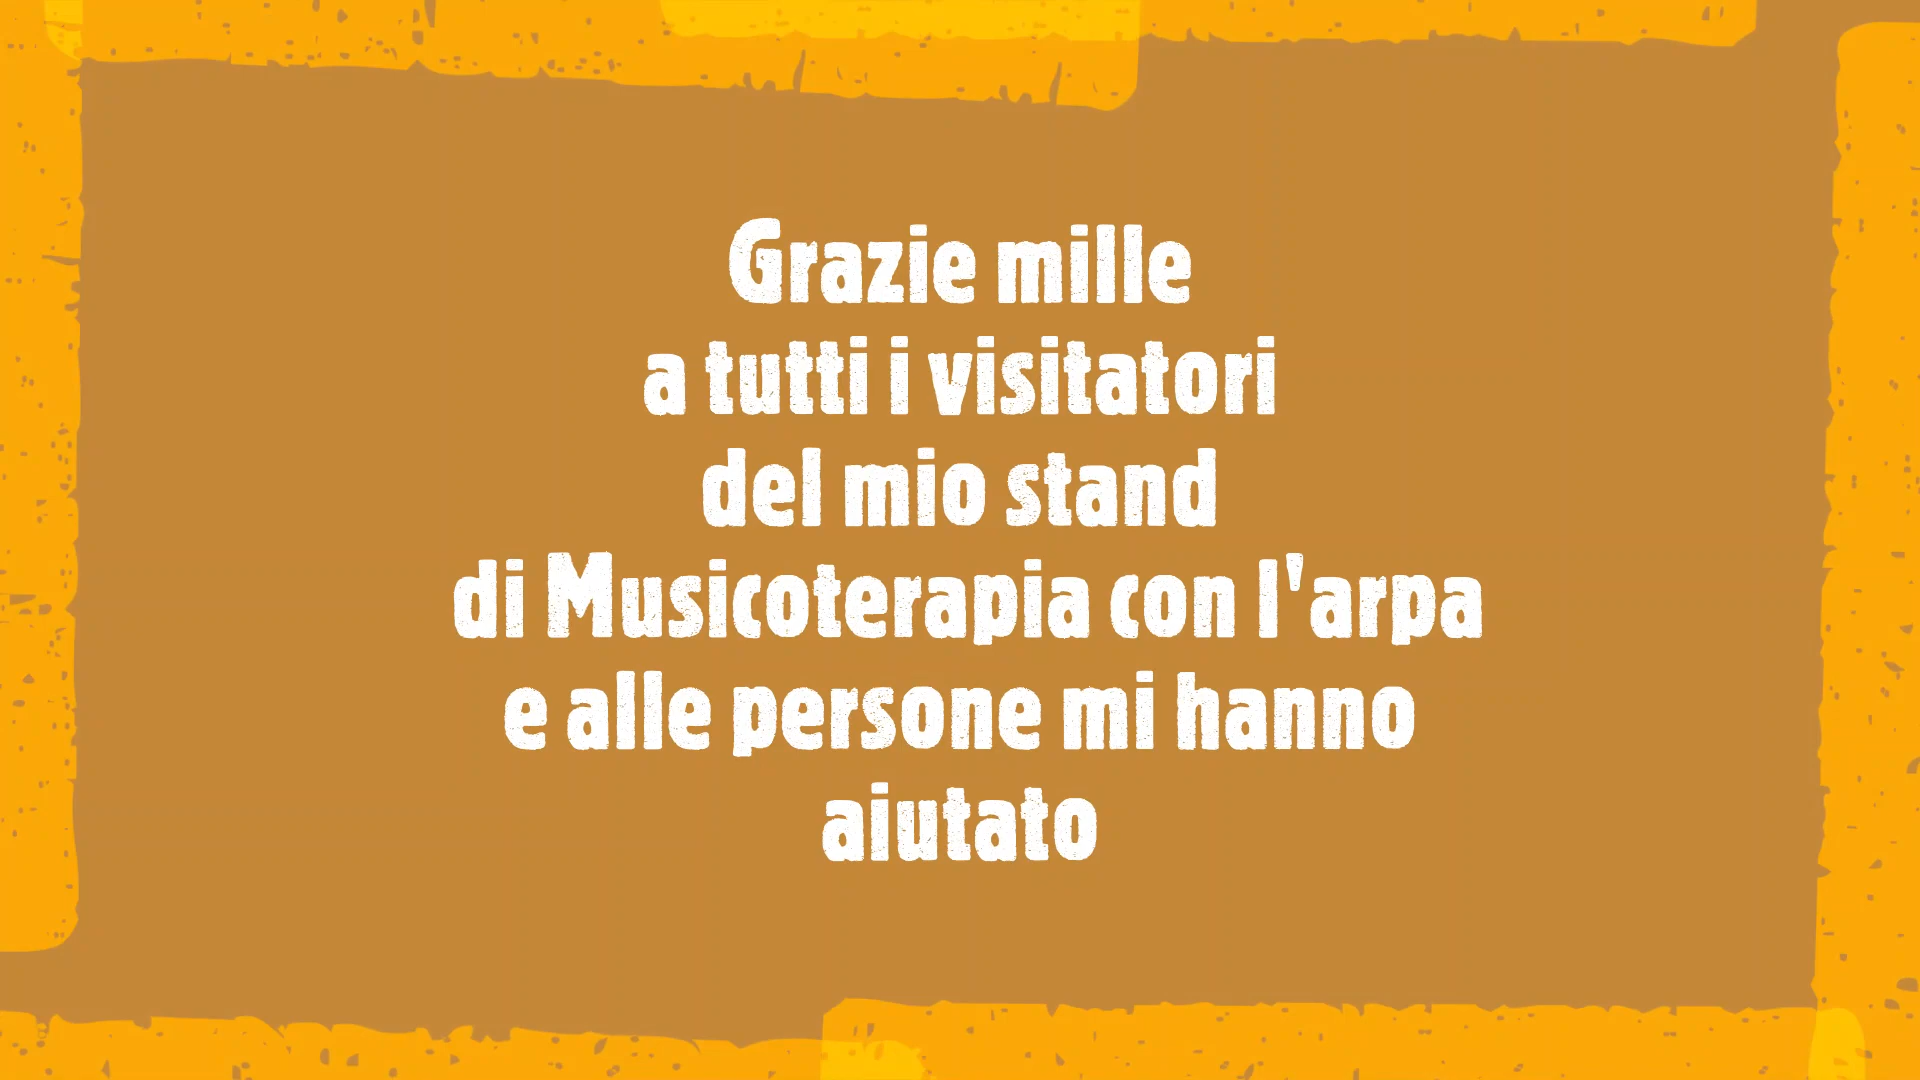 Grazie mille
a tutti i visitatori
del mio stand
di Musicoterapia con l'arpa
e alle persone mi hanno
aiutato